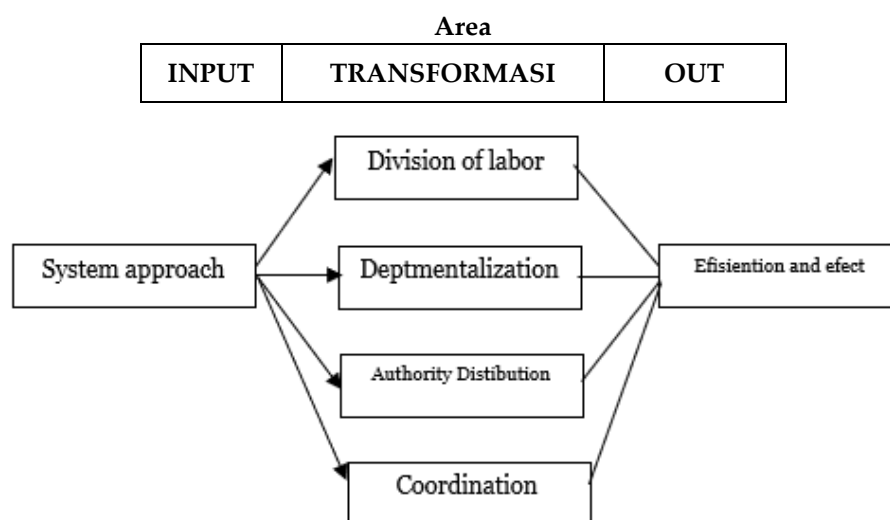 Area
INPUT TRANSFORMASI OUT
Division of labor
System approach
Deptmentalization
Efisiention and efect
Authority Distibution
Coordination